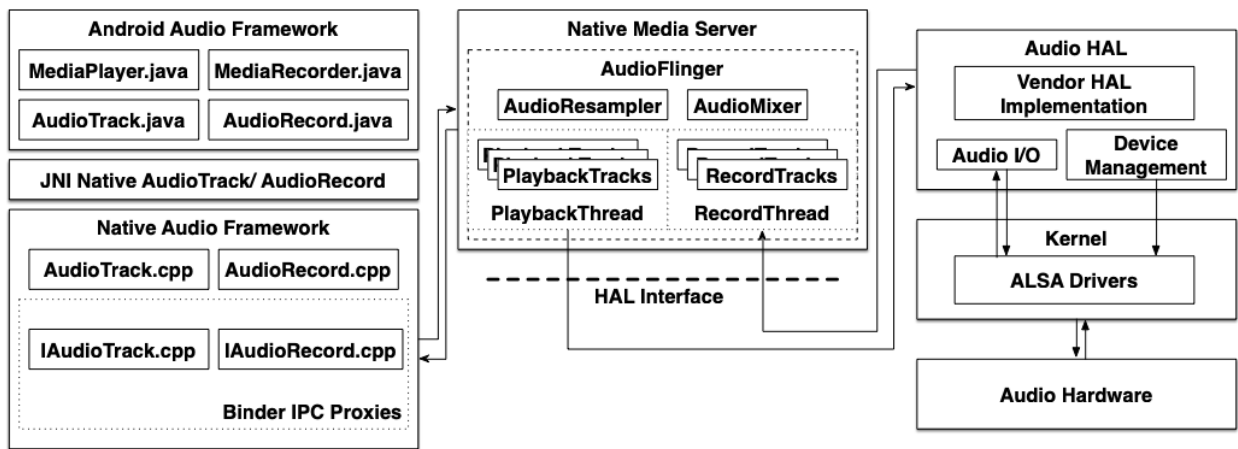 Android Audio Framework
MediaPlayer.java
MediaRecorder.java
AudioTrack.java
AudioRecord.java
JNI Native AudioTrack/ AudioRecord
Native Audio Framework
AudioTrack.cpp
AudioRecord.cpp
IAudioTrack.cpp
IAudioRecord.cpp
Binder IPC Proxies
Native Media Server
AudioFlinger
AudioResampler
AudioMixer
PlaybackTracks
RecordTracks
PlaybackThread
RecordThread
HAL Interface
Audio HAL
Vendor HAL
Implementation
Audio I/O
Device
Management
Kernel
ALSA Drivers
Audio Hardware